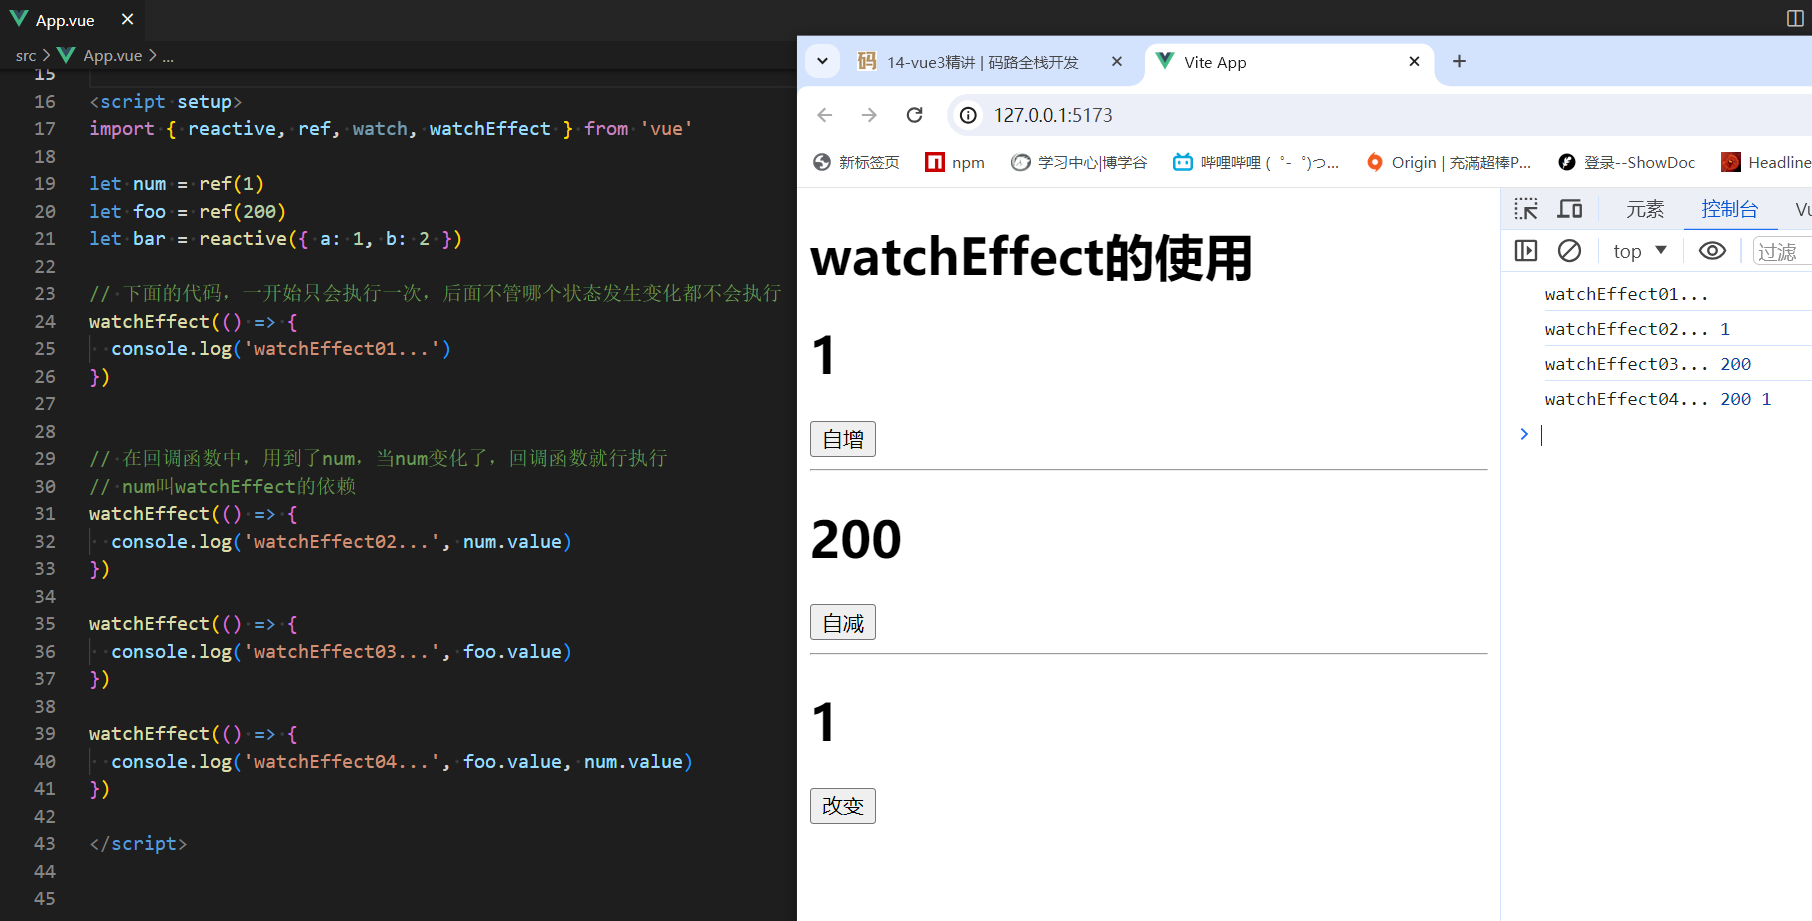 App.vue
src > App.vue > ...
15
16 <script setup>
17 import { reactive, ref, watch, watchEffect } from 'vue'
18
19 let num = ref(1)
20 let foo = ref(200)
21 let bar = reactive({ a: 1, b: 2 })
22
23 // 下面的代码，一开始只会执行一次，后面不管哪个状态发生变化都不会执行
24 watchEffect(() => {
25 console.log('watchEffect01...')
26 })
27
28
29 // 在回调函数中，用到了num，当num变化了，回调函数就行执行
30 // num叫watchEffect的依赖
31 watchEffect(() => {
32 console.log('watchEffect02...', num.value)
33 })
34
35 watchEffect(() => {
36 console.log('watchEffect03...', foo.value)
37 })
38
39 watchEffect(() => {
40 console.log('watchEffect04...', foo.value, num.value)
41 })
42
43 </script>
44
45
14-vue3精讲 | 码路全栈开发
Vite App
127.0.0.1:5173
新标签页 npm 学习中心|博学谷 哔哩哔哩 ( ゜- ゜)つ... Origin | 充满超棒P... 登录--ShowDoc Headline
watchEffect的使用
1
自增
200
自减
1
改变
元素 控制台 Vu
top 过滤
watchEffect01...
watchEffect02... 1
watchEffect03... 200
watchEffect04... 200 1